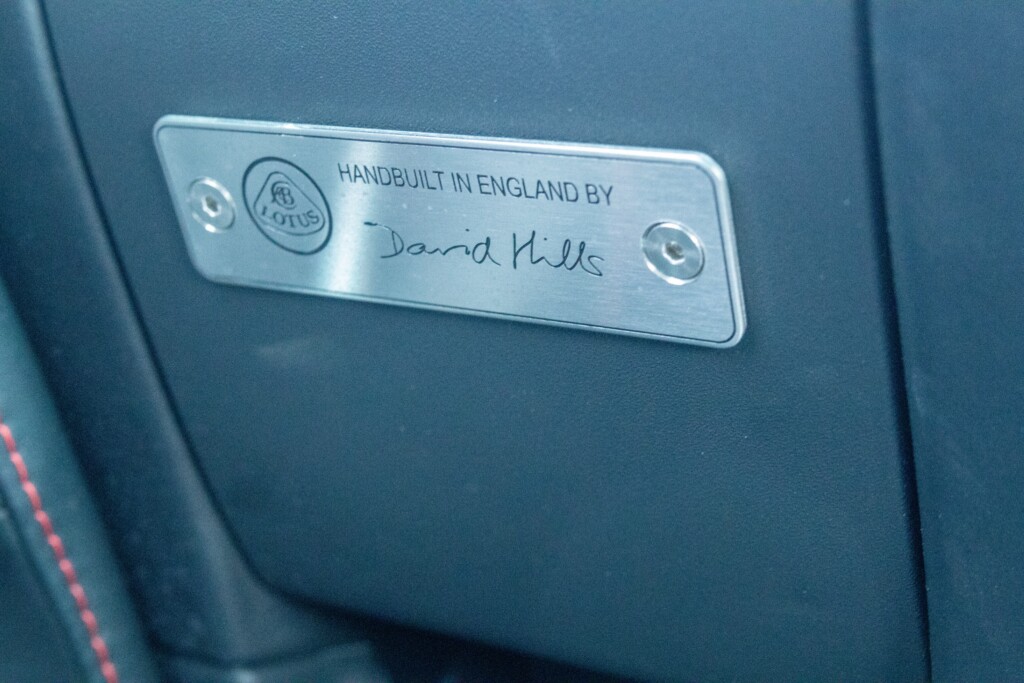 HANDBUILT IN ENGLAND BY
LOTUS
David Hills